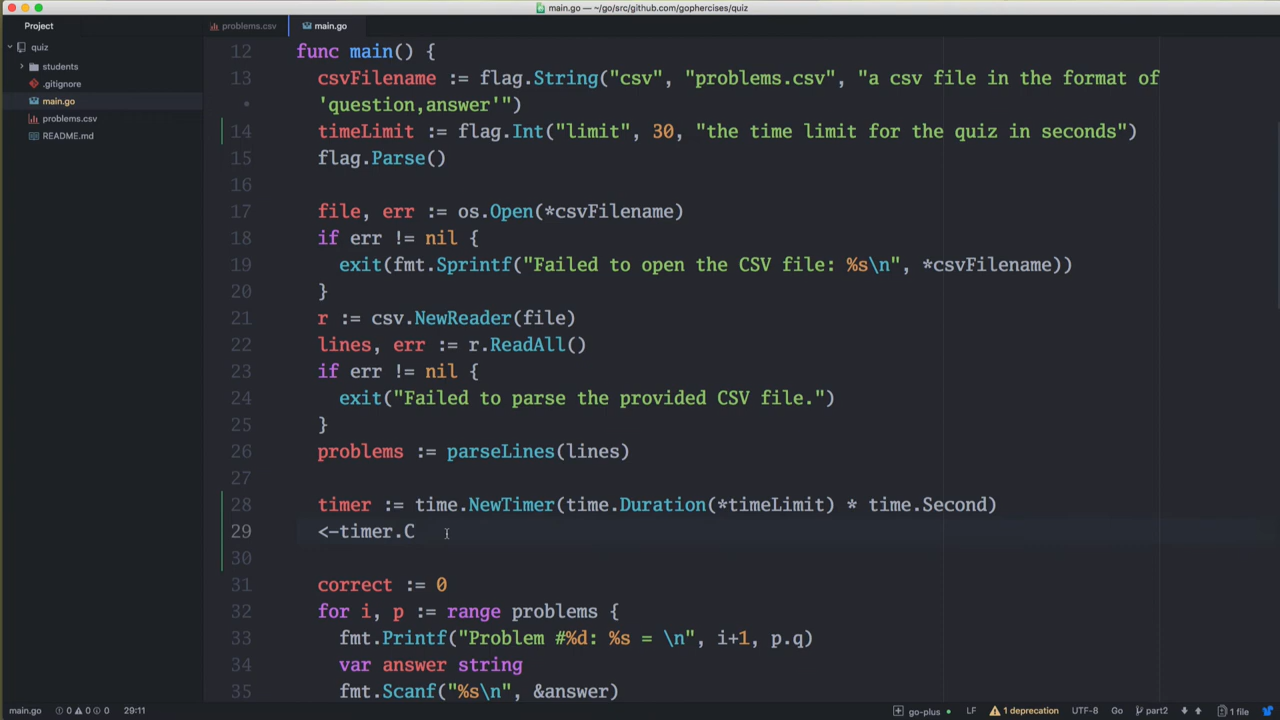 main.go — ~/go/src/github.com/gophercises/quiz
Project
problems.csv
main.go
quiz
students
.gitignore
main.go
problems.csv
README.md
12 func main() {
13 csvFilename := flag.String("csv", "problems.csv", "a csv file in the format of
• 'question,answer'")
14 timeLimit := flag.Int("limit", 30, "the time limit for the quiz in seconds")
15 flag.Parse()
16
17 file, err := os.Open(*csvFilename)
18 if err != nil {
19 exit(fmt.Sprintf("Failed to open the CSV file: %s\n", *csvFilename))
20 }
21 r := csv.NewReader(file)
22 lines, err := r.ReadAll()
23 if err != nil {
24 exit("Failed to parse the provided CSV file.")
25 }
26 problems := parseLines(lines)
27
28 timer := time.NewTimer(time.Duration(*timeLimit) * time.Second)
29 <-timer.C
30
31 correct := 0
32 for i, p := range problems {
33 fmt.Printf("Problem #%d: %s = \n", i+1, p.q)
34 var answer string
35 fmt.Scanf("%s\n", &answer)
main.go 0 0 0 29:11 go-plus LF 1 deprecation UTF-8 Go part2 1 file